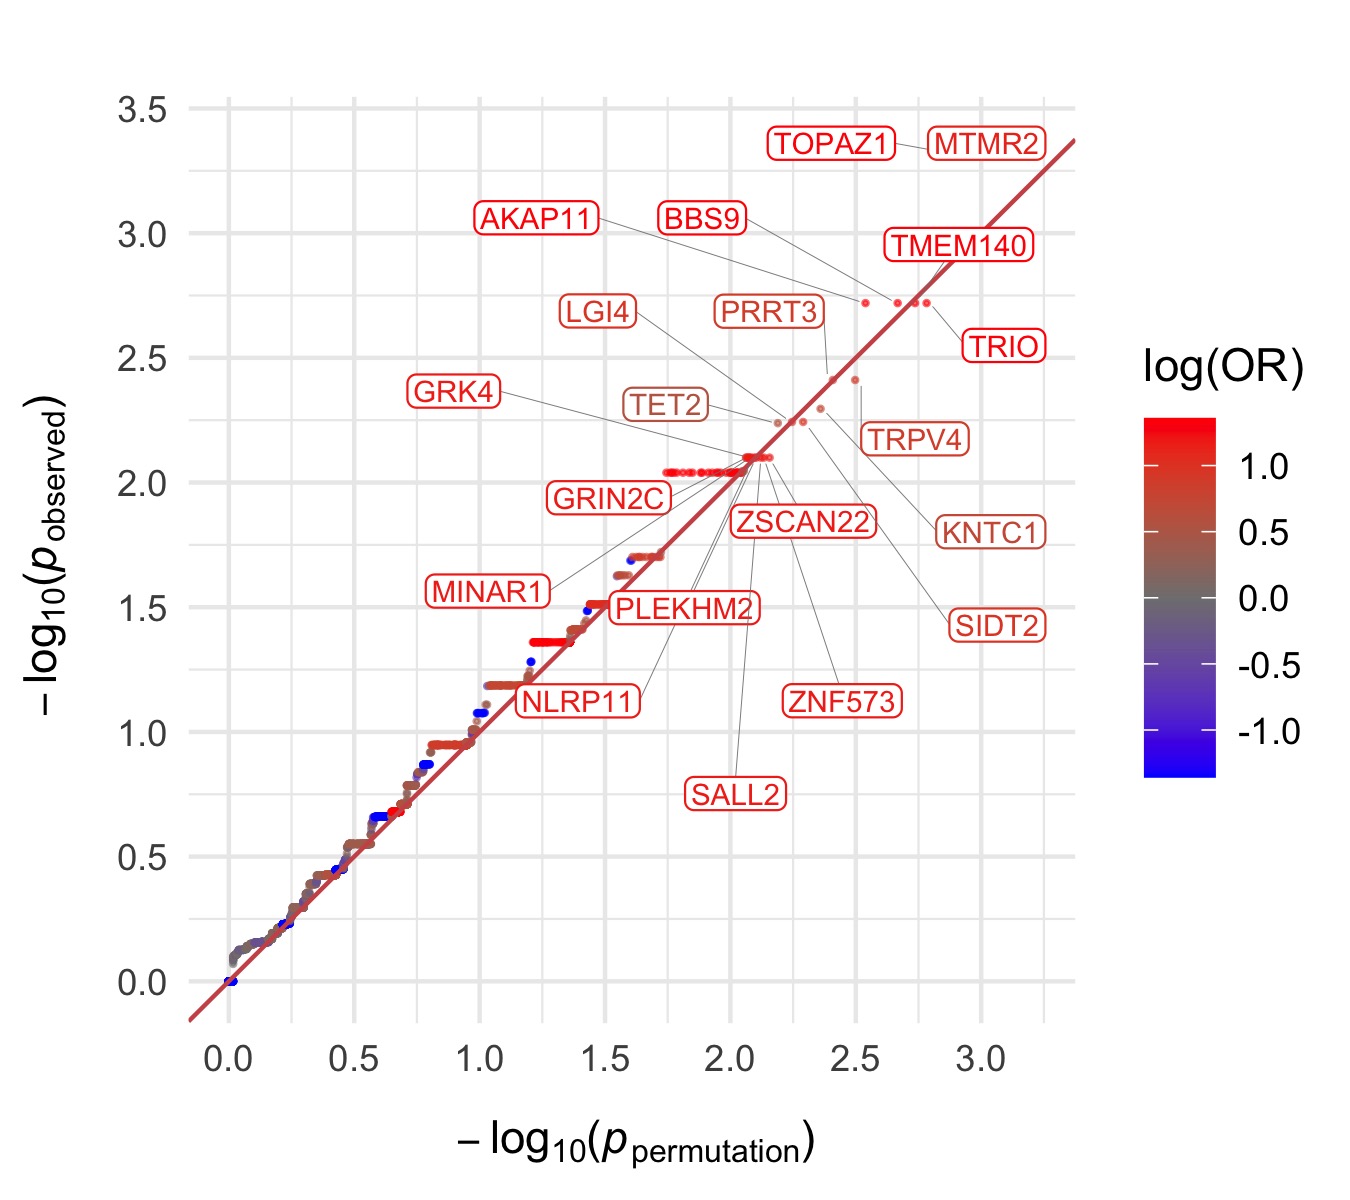 3.5
3.0
2.5
2.0
1.5
1.0
0.5
0.0
− log10(pobserved)
TOPAZ1
MTMR2
AKAP11
BBS9
TMEM140
LGI4
PRRT3
TRIO
GRK4
TET2
TRPV4
GRIN2C
ZSCAN22
KNTC1
MINAR1
PLEKHM2
SIDT2
NLRP11
ZNF573
SALL2
0.0 0.5 1.0 1.5 2.0 2.5 3.0
− log10(ppermutation)
log(OR)
1.0
0.5
0.0
-0.5
-1.0